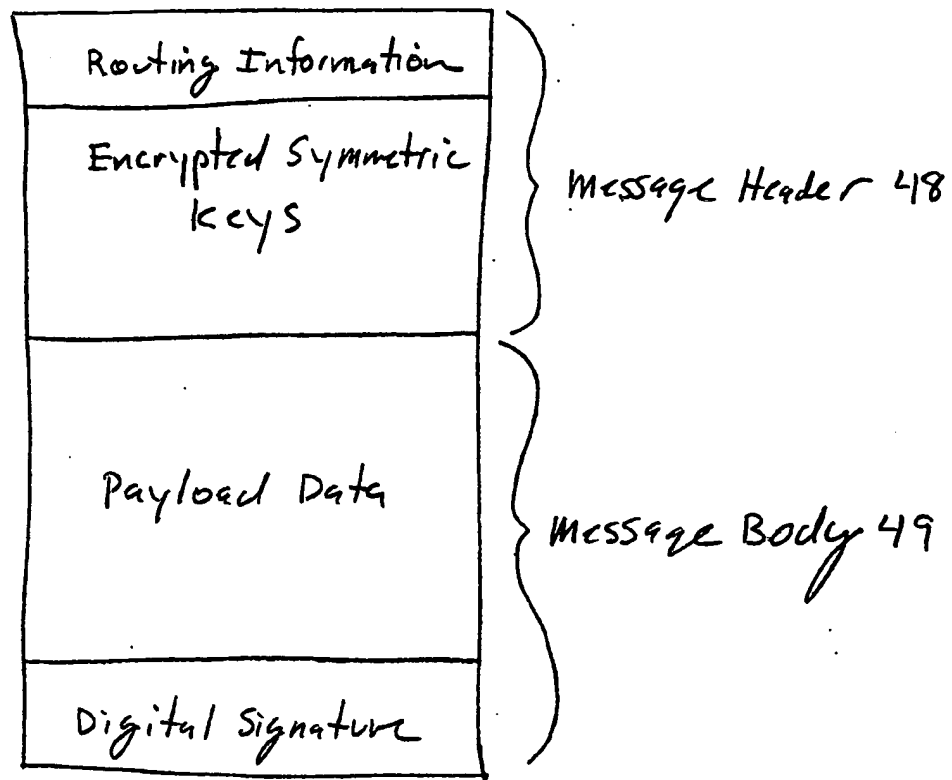 Routing Information
Encrypted Symmetric
Keys
Message Header 48
Payload Data
Message Body 49
Digital Signature